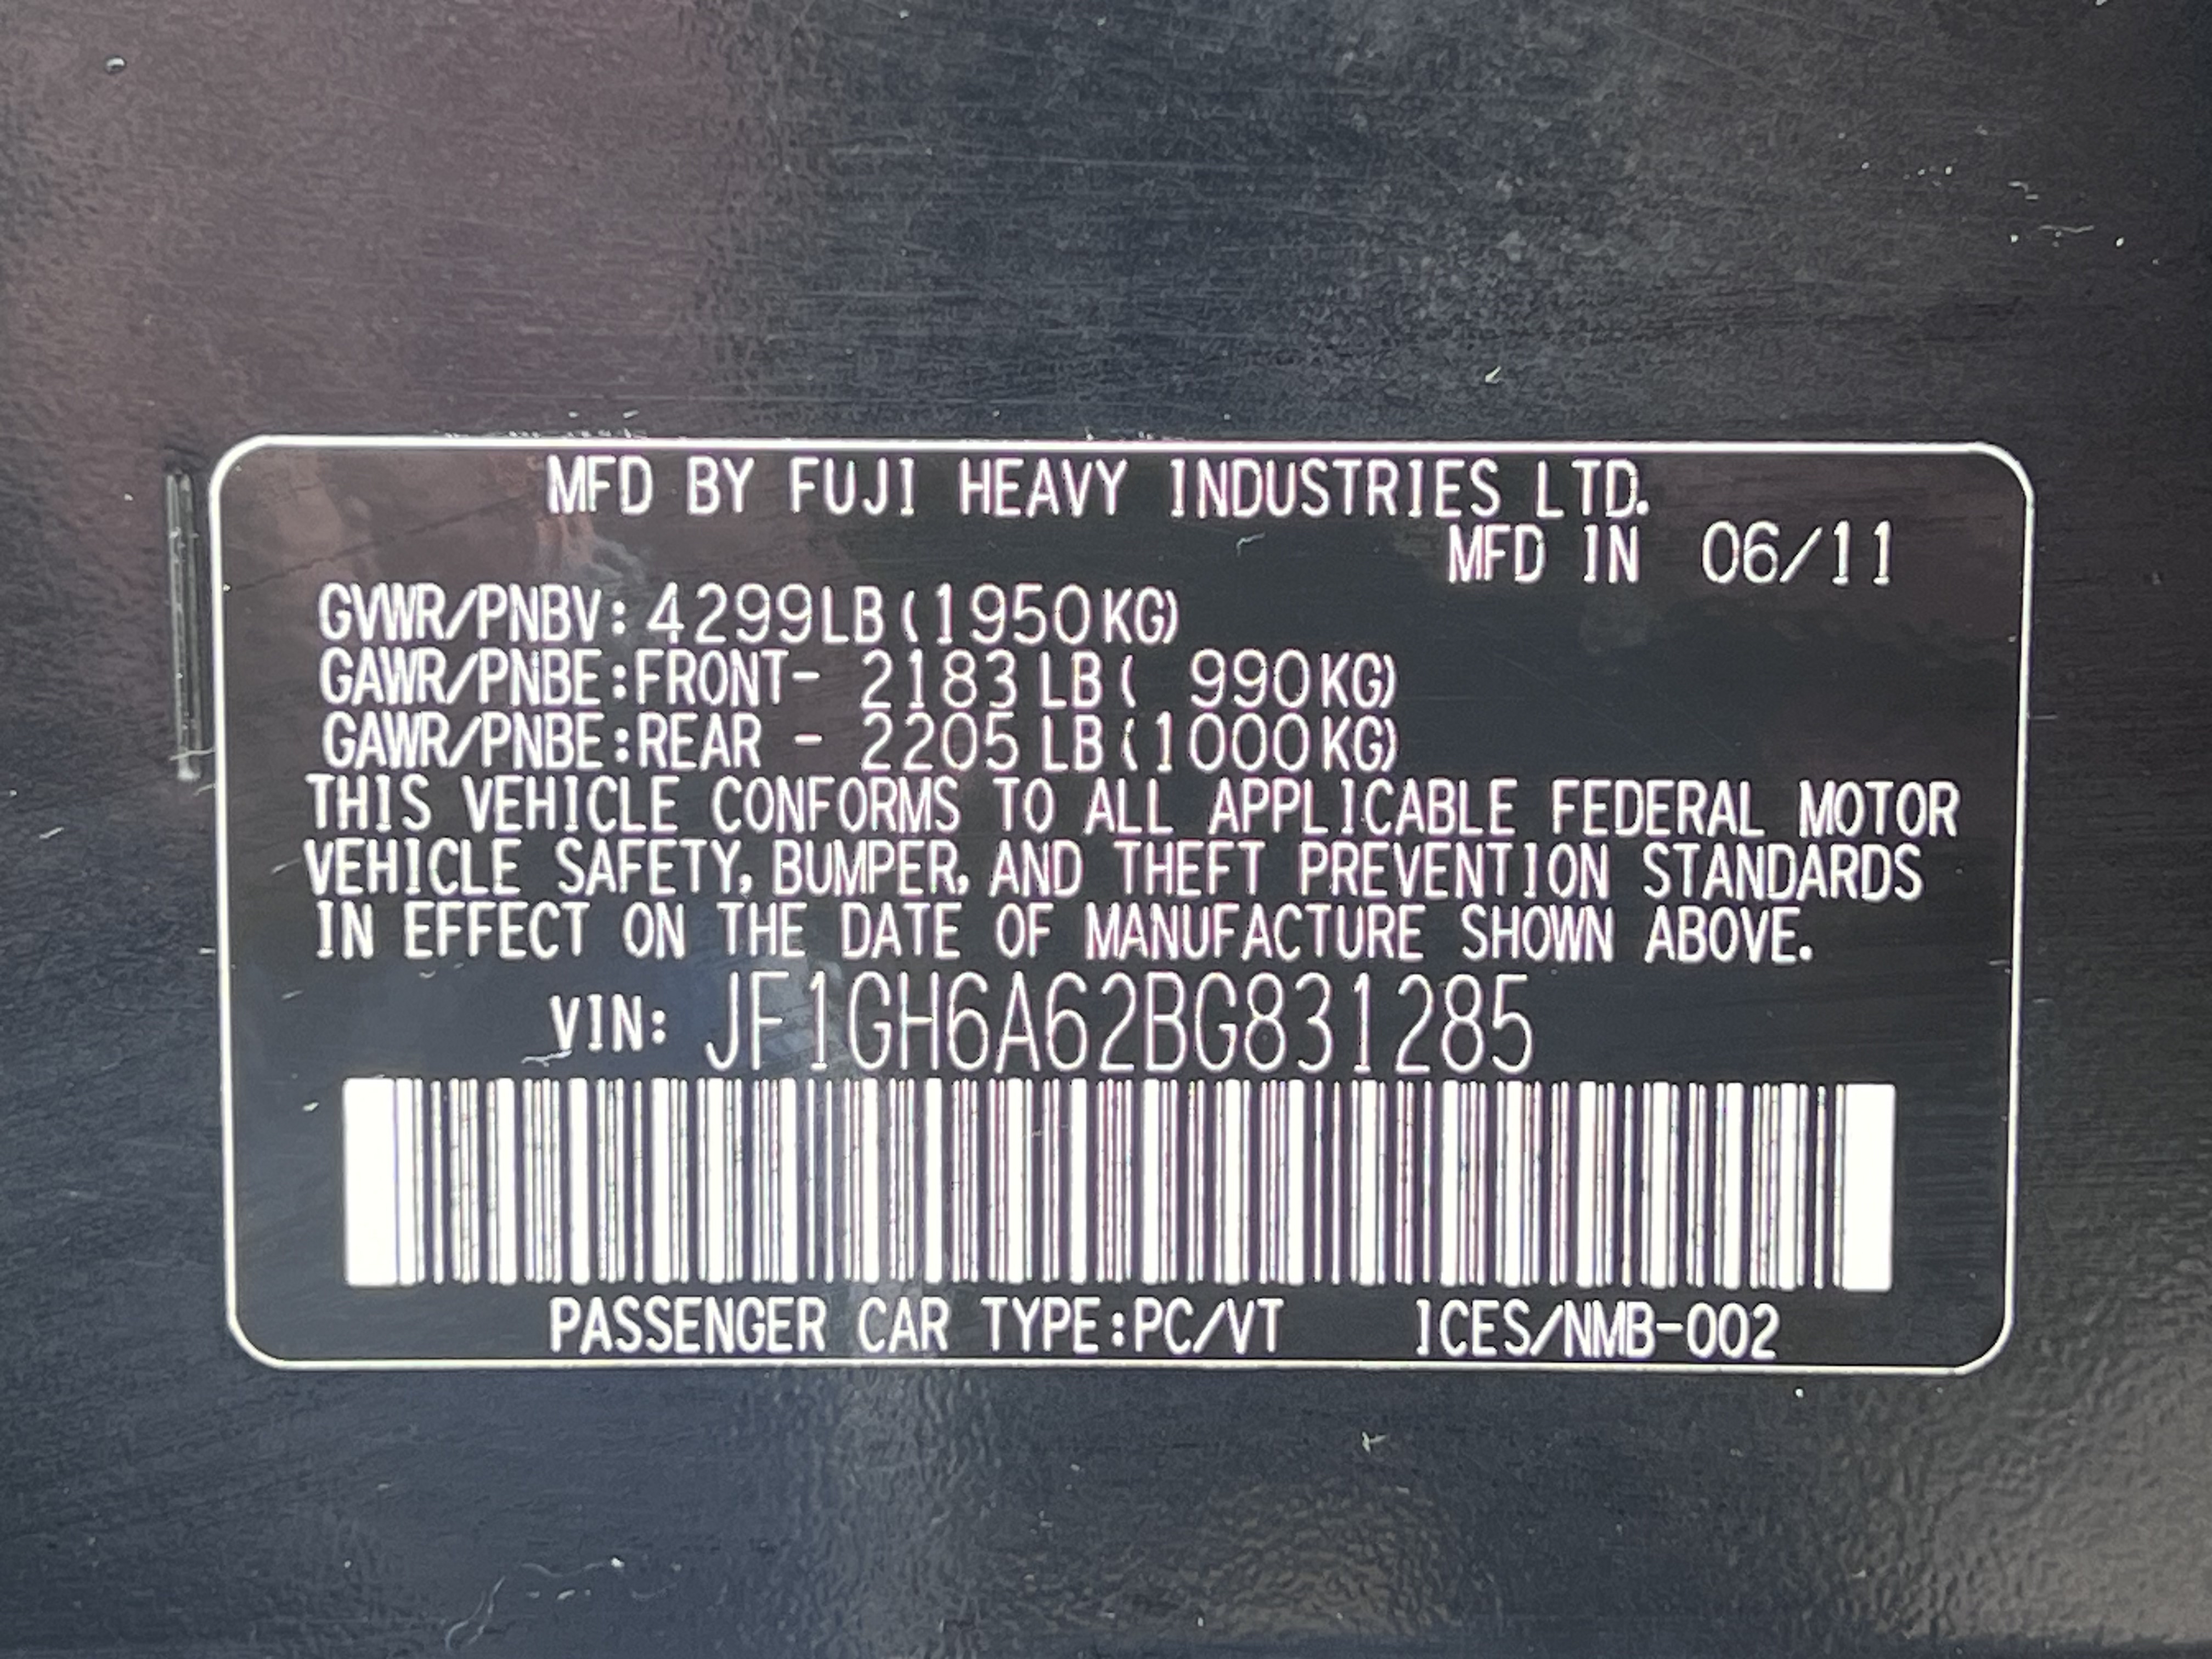 MFD BY FUJI HEAVY INDUSTRIES LTD.
MFD IN 06/11
GVWR/PNBV: 4299LB(1950KG)
GAWR/PNBE:FRONT- 2183 LB( 990KG)
GAWR/PNBE:REAR - 2205 LB(1000KG)
THIS VEHICLE CONFORMS TO ALL APPLICABLE FEDERAL MOTOR
VEHICLE SAFETY, BUMPER, AND THEFT PREVENTION STANDARDS
IN EFFECT ON THE DATE OF MANUFACTURE SHOWN ABOVE.
VIN: JF1GH6A62BG831285
PASSENGER CAR TYPE:PC/VT ICES/NMB-002